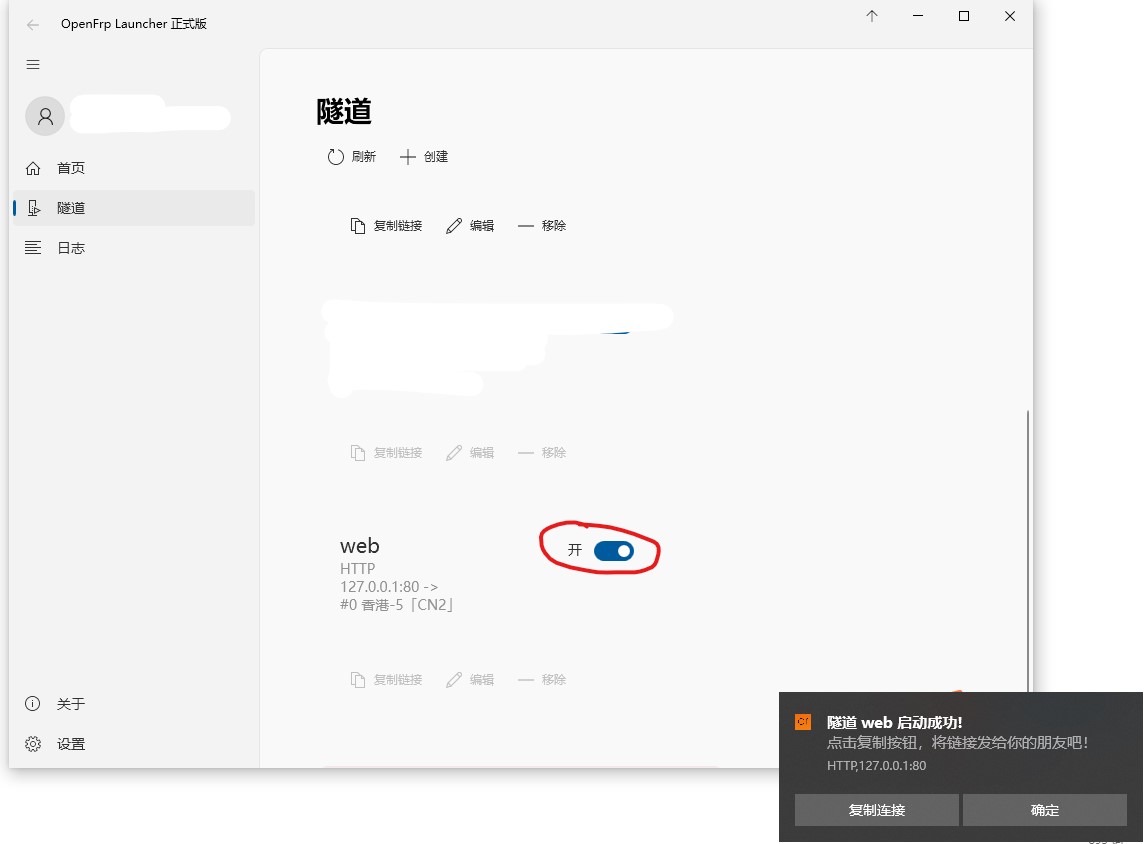 OpenFrp Launcher 正式版
首页
隧道
日志
关于
设置
隧道
刷新 创建
复制链接 编辑 移除
复制链接 编辑 移除
web 开
HTTP
127.0.0.1:80 ->
#0 香港-5「CN2」
复制链接 编辑 移除
隧道 web 启动成功!
点击复制按钮，将链接发给你的朋友吧!
HTTP,127.0.0.1:80
复制连接 确定